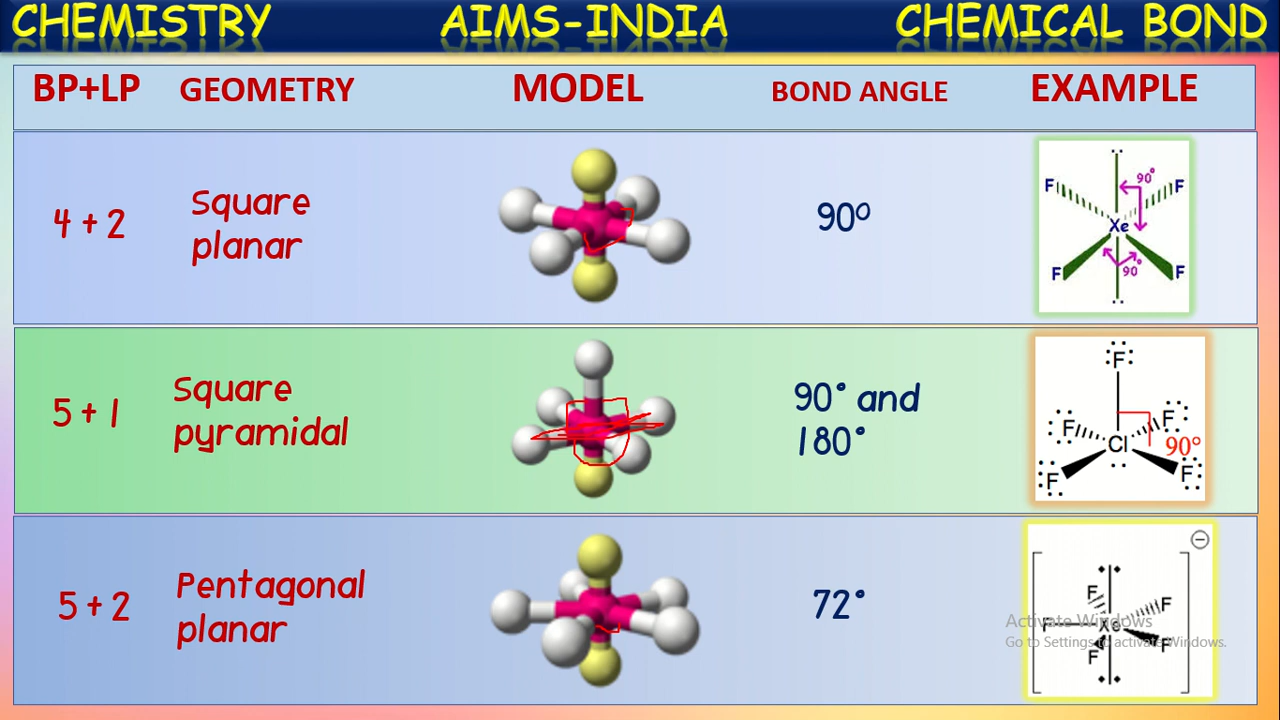 CHEMISTRY AIMS-INDIA CHEMICAL BOND
BP+LP GEOMETRY MODEL BOND ANGLE EXAMPLE
4 + 2
Square
planar
90º
90°
F F
Xe
F F
90°
5 + 1
Square
pyramidal
90° and
180°
F
F F
Cl 90°
F F
5 + 2
Pentagonal
planar
72°
F
F
F Xe
F
F
Activate Windows
Go to Settings to activate Windows.